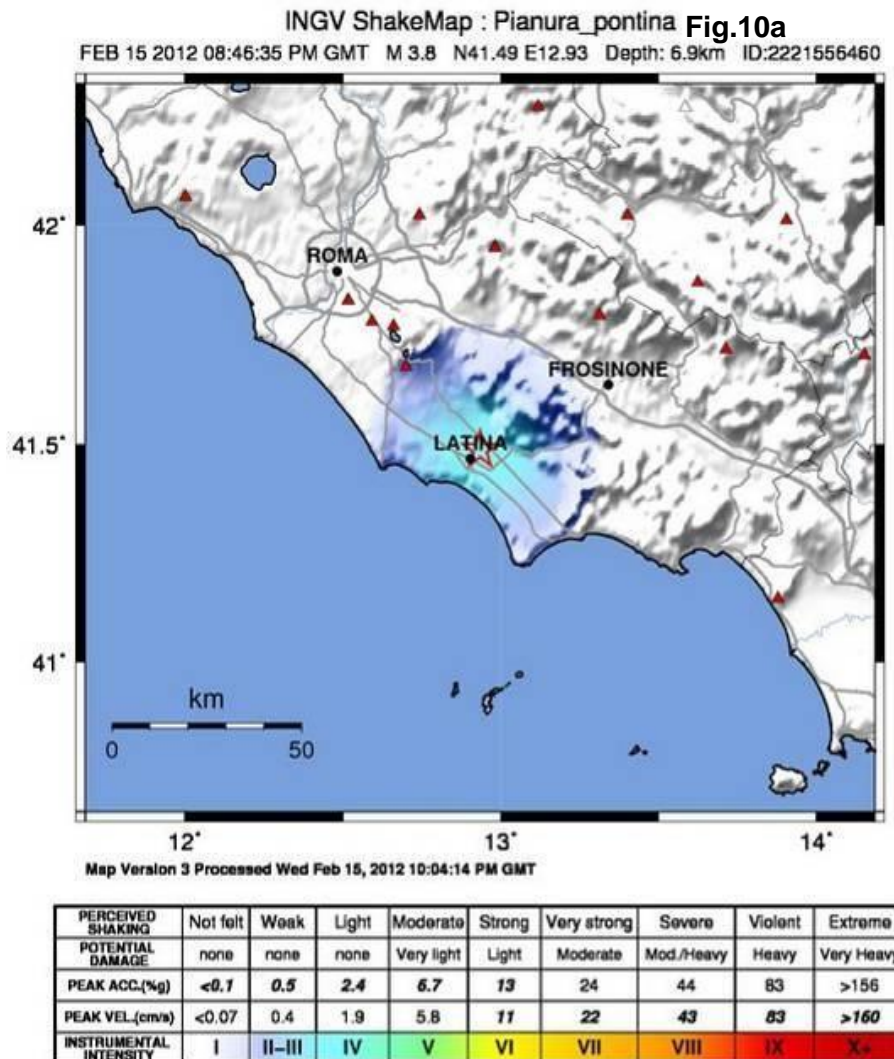 INGV ShakeMap : Pianura_pontina Fig.10a
FEB 15 2012 08:46:35 PM GMT M 3.8 N41.49 E12.93 Depth: 6.9km ID:2221556460
42°
ROMA
FROSINONE
41.5°
LATINA
41°
km
0 50
12° 13° 14°
Map Version 3 Processed Wed Feb 15, 2012 10:04:14 PM GMT
PERCEIVED SHAKING Not felt Weak Light Moderate Strong Very strong Severe Violent Extreme
POTENTIAL DAMAGE none none none Very light Light Moderate Mod./Heavy Heavy Very Heavy
PEAK ACC.(%g) <0.1 0.5 2.4 6.7 13 24 44 83 >156
PEAK VEL.(cm/s) <0.07 0.4 1.9 5.8 11 22 43 83 >160
INSTRUMENTAL INTENSITY I II-III IV V VI VII VIII IX X+